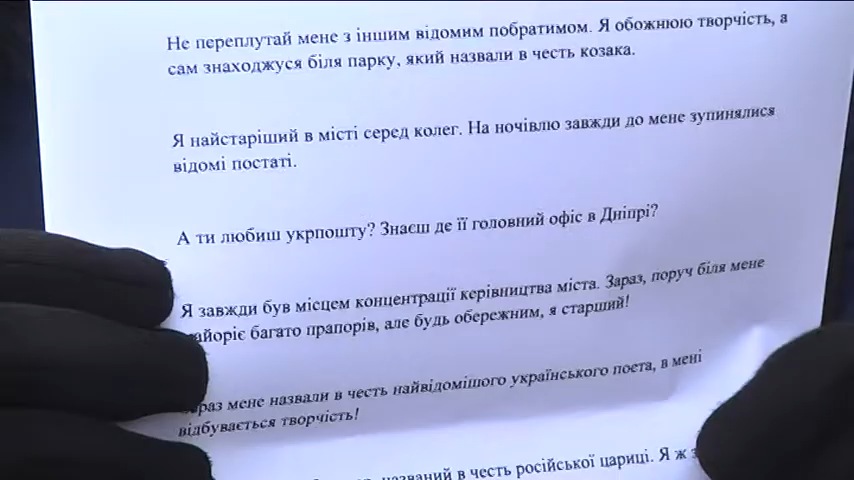 Не переплутай мене з іншим відомим побратимом. Я обожнюю творчість, а
сам знаходжуся біля парку, який назвали в честь козака.
Я найстаріший в місті серед колег. На ночівлю завжди до мене зупинялися
відомі постаті.
А ти любиш укрпошту? Знаєш де її головний офіс в Дніпрі?
Я завжди був місцем концентрації керівництва міста. Зараз, поруч біля мене
майоріє багато прапорів, але будь обережним, я старший!
Зараз мене назвали в честь найвідомішого українського поета, в мені
відбувається творчість!
названий в честь російської цариці. Я ж